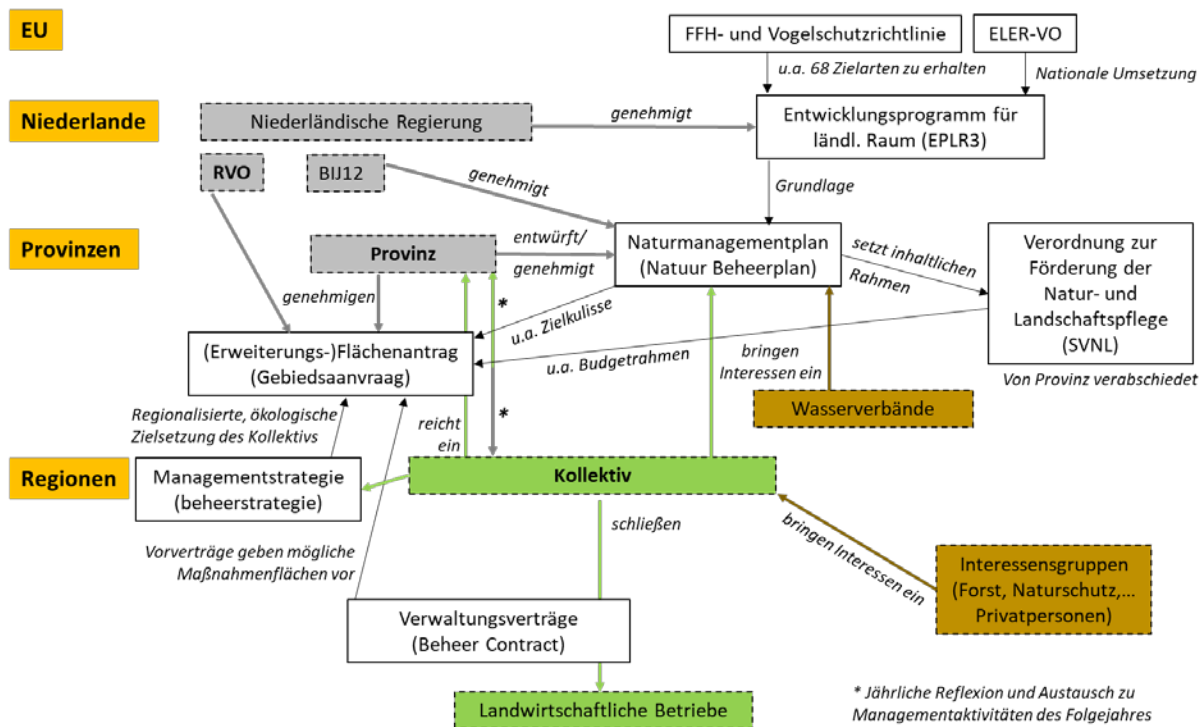 EU
FFH- und Vogelschutzrichtlinie
ELER-VO
u.a. 68 Zielarten zu erhalten
Nationale Umsetzung
Niederlande
Niederländische Regierung
genehmigt
Entwicklungsprogramm für
ländl. Raum (EPLR3)
RVO
BIJ12
genehmigt
Grundlage
Provinzen
Provinz
entwürft/
genehmigt
Naturmanagementplan
(Natuur Beheerplan)
setzt inhaltlichen
Rahmen
Verordnung zur
Förderung der
Natur- und
Landschaftspflege
(SVNL)
Von Provinz verabschiedet
genehmigen
*
u.a. Zielkulisse
u.a. Budgetrahmen
(Erweiterungs-)Flächenantrag
(Gebiedsaanvraag)
bringen
Interessen ein
Wasserverbände
Regionalisierte, ökologische
Zielsetzung des Kollektivs
reicht
ein
*
Regionen
Managementstrategie
(beheerstrategie)
Kollektiv
schließen
bringen Interessen ein
Vorverträge geben mögliche
Maßnahmenflächen vor
Interessensgruppen
(Forst, Naturschutz,...
Privatpersonen)
Verwaltungsverträge
(Beheer Contract)
Landwirtschaftliche Betriebe
* Jährliche Reflexion und Austausch zu
Managementaktivitäten des Folgejahres